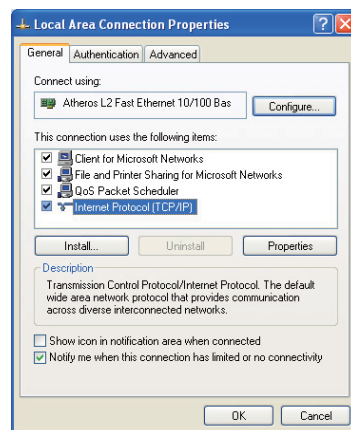 Local Area Connection Properties
General Authentication Advanced
Connect using:
Atheros L2 Fast Ethernet 10/100 Bas Configure...
This connection uses the following items:
Client for Microsoft Networks
File and Printer Sharing for Microsoft Networks
QoS Packet Scheduler
Internet Protocol (TCP/IP)
Install... Uninstall Properties
Description
Transmission Control Protocol/Internet Protocol. The default
wide area network protocol that provides communication
across diverse interconnected networks.
Show icon in notification area when connected
Notify me when this connection has limited or no connectivity
OK Cancel